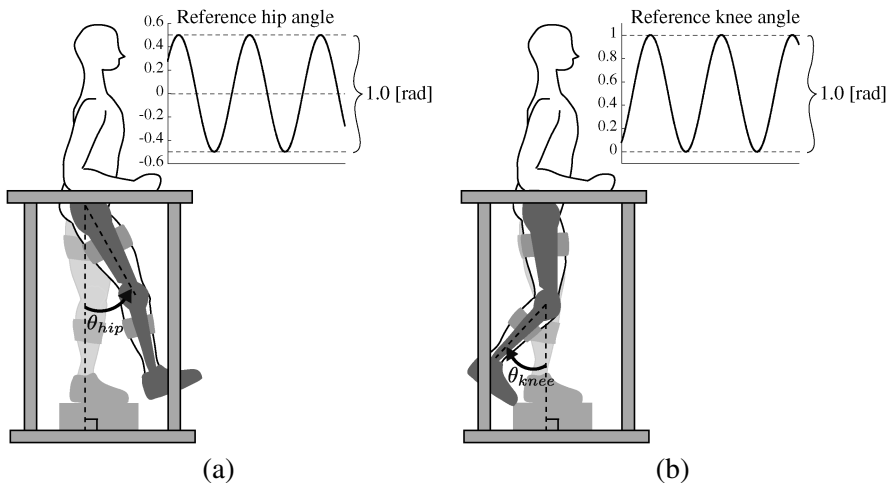 Reference hip angle
0.6
0.4
0.2
0
-0.2
-0.4
-0.6
1.0 [rad]
θhip
(a)
Reference knee angle
1
0.8
0.6
0.4
0.2
0
1.0 [rad]
θknee
(b)